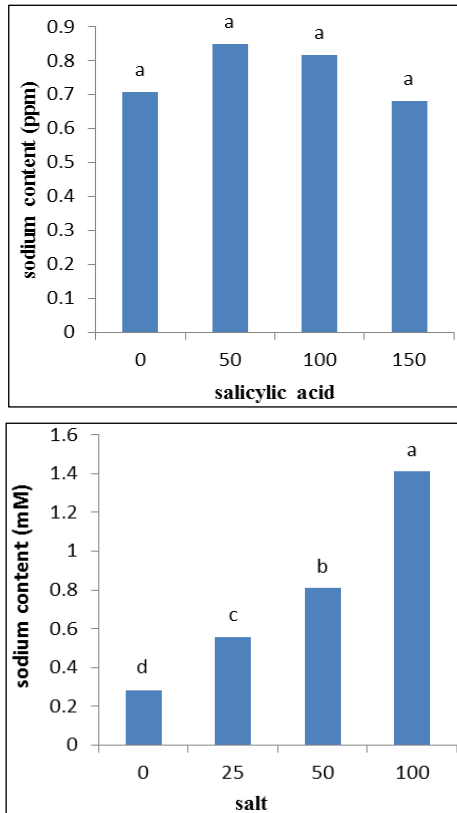 0.9
0.8
0.7
0.6
0.5
0.4
0.3
0.2
0.1
0
sodium content (ppm)
a
a
a
a
0 50 100 150
salicylic acid
1.6
1.4
1.2
1
0.8
0.6
0.4
0.2
0
sodium content (mM)
d
c
b
a
0 25 50 100
salt